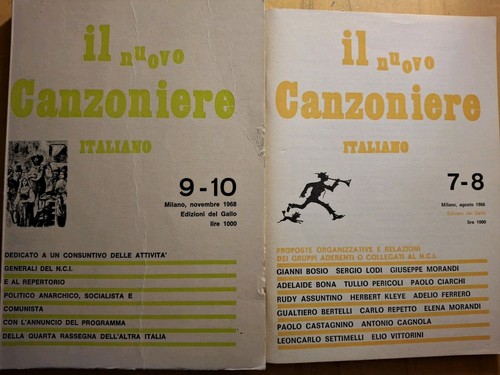 il nuovo
Canzoniere
ITALIANO
9-10
Milano, novembre 1968
Edizioni del Gallo
lire 1000
DEDICATO A UN CONSUNTIVO DELLE ATTIVITA'
GENERALI DEL N.C.I.
E AL REPERTORIO
POLITICO ANARCHICO, SOCIALISTA E
COMUNISTA
CON L'ANNUNCIO DEL PROGRAMMA
DELLA QUARTA RASSEGNA DELL'ALTRA ITALIA
il nuovo
Canzoniere
ITALIANO
7-8
Milano, agosto 1966
Edizioni del Gallo
lire 1000
PROPOSTE ORGANIZZATIVE E RELAZIONI
DEI GRUPPI ADERENTI O COLLEGATI AL N.C.I.
GIANNI BOSIO SERGIO LODI GIUSEPPE MORANDI
ADELAIDE BONA TULLIO PERICOLI PAOLO CIARCHI
RUDY ASSUNTINO HERBERT KLEVE ADELIO FERRERO
GUALTIERO BERTELLI CARLO REPETTO ELENA MORANDI
PAOLO CASTAGNINO ANTONIO CAGNOLA
LEONCARLO SETTIMELLI ELIO VITTORINI